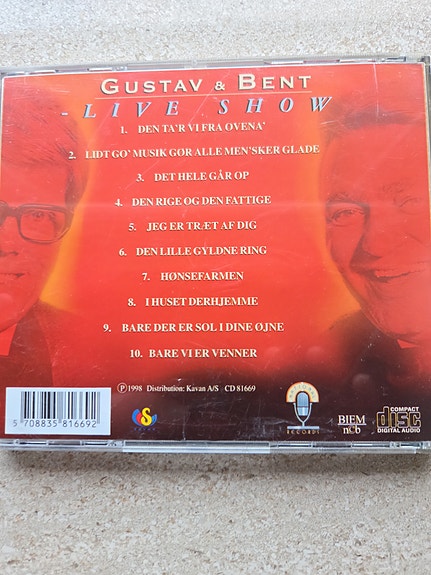 GUSTAV & BENT
- LIVE SHOW
1. DEN TA'R VI FRA OVENA'
2. LIDT GO' MUSIK GØR ALLE MEN'SKER GLADE
3. DET HELE GÅR OP
4. DEN RIGE OG DEN FATTIGE
5. JEG ER TRÆT AF DIG
6. DEN LILLE GYLDNE RING
7. HØNSEFARMEN
8. I HUSET DERHJEMME
9. BARE DER ER SOL I DINE ØJNE
10. BARE VI ER VENNER
Ⓟ 1998 Distribution: Kavan A/S CD 81669
5 708835 816692
RECORDS
BIEM
n©b
COMPACT
disc
DIGITAL AUDIO